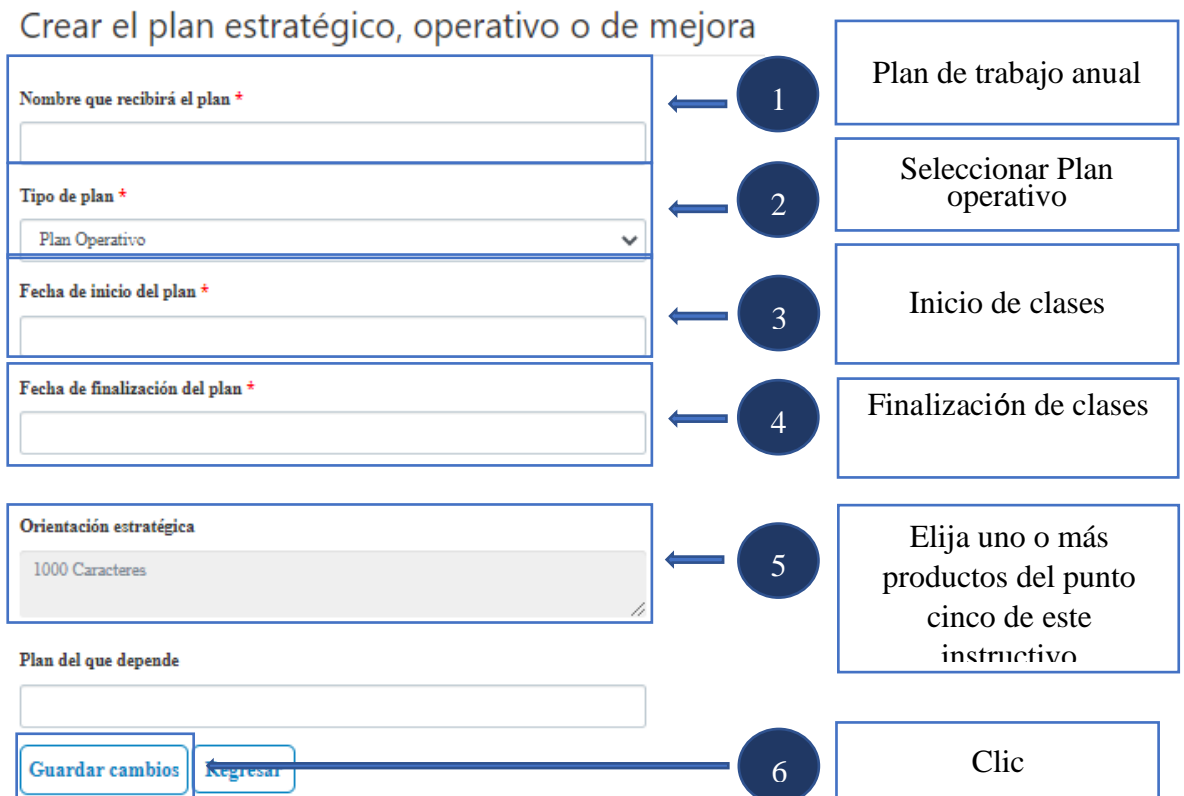 Crear el plan estratégico, operativo o de mejora
Nombre que recibirá el plan *
1
Plan de trabajo anual
Tipo de plan *
Plan Operativo
2
Seleccionar Plan
operativo
Fecha de inicio del plan *
3
Inicio de clases
Fecha de finalización del plan *
4
Finalización de clases
Orientación estratégica
1000 Caracteres
5
Elija uno o más
productos del punto
cinco de este
instructivo
Plan del que depende
Guardar cambios
Regresar
6
Clic